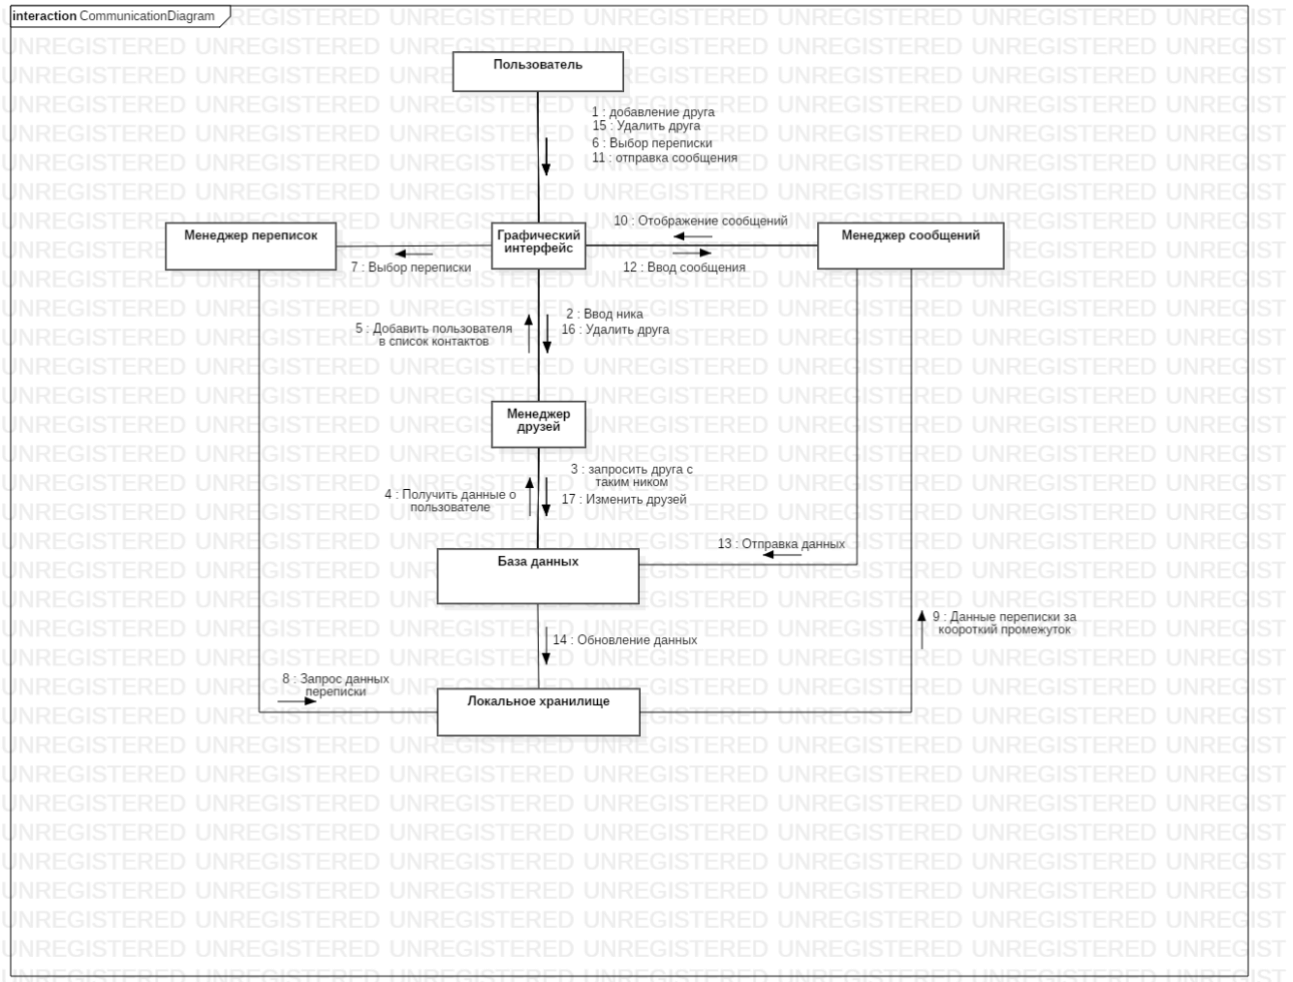 interaction CommunicationDiagram
Пользователь
1 : добавление друга
15 : Удалить друга
6 : Выбор переписки
11 : отправка сообщения
Менеджер переписок
Графический
интерфейс
10 : Отображение сообщений
12 : Ввод сообщения
Менеджер сообщений
7 : Выбор переписки
2 : Ввод ника
16 : Удалить друга
5 : Добавить пользователя
в список контактов
Менеджер
друзей
3 : запросить друга с
таким ником
17 : Изменить друзей
4 : Получить данные о
пользователе
13 : Отправка данных
База данных
9 : Данные переписки за
коороткий промежуток
14 : Обновление данных
8 : Запрос данных
переписки
Локальное хранилище
UNREGISTERED